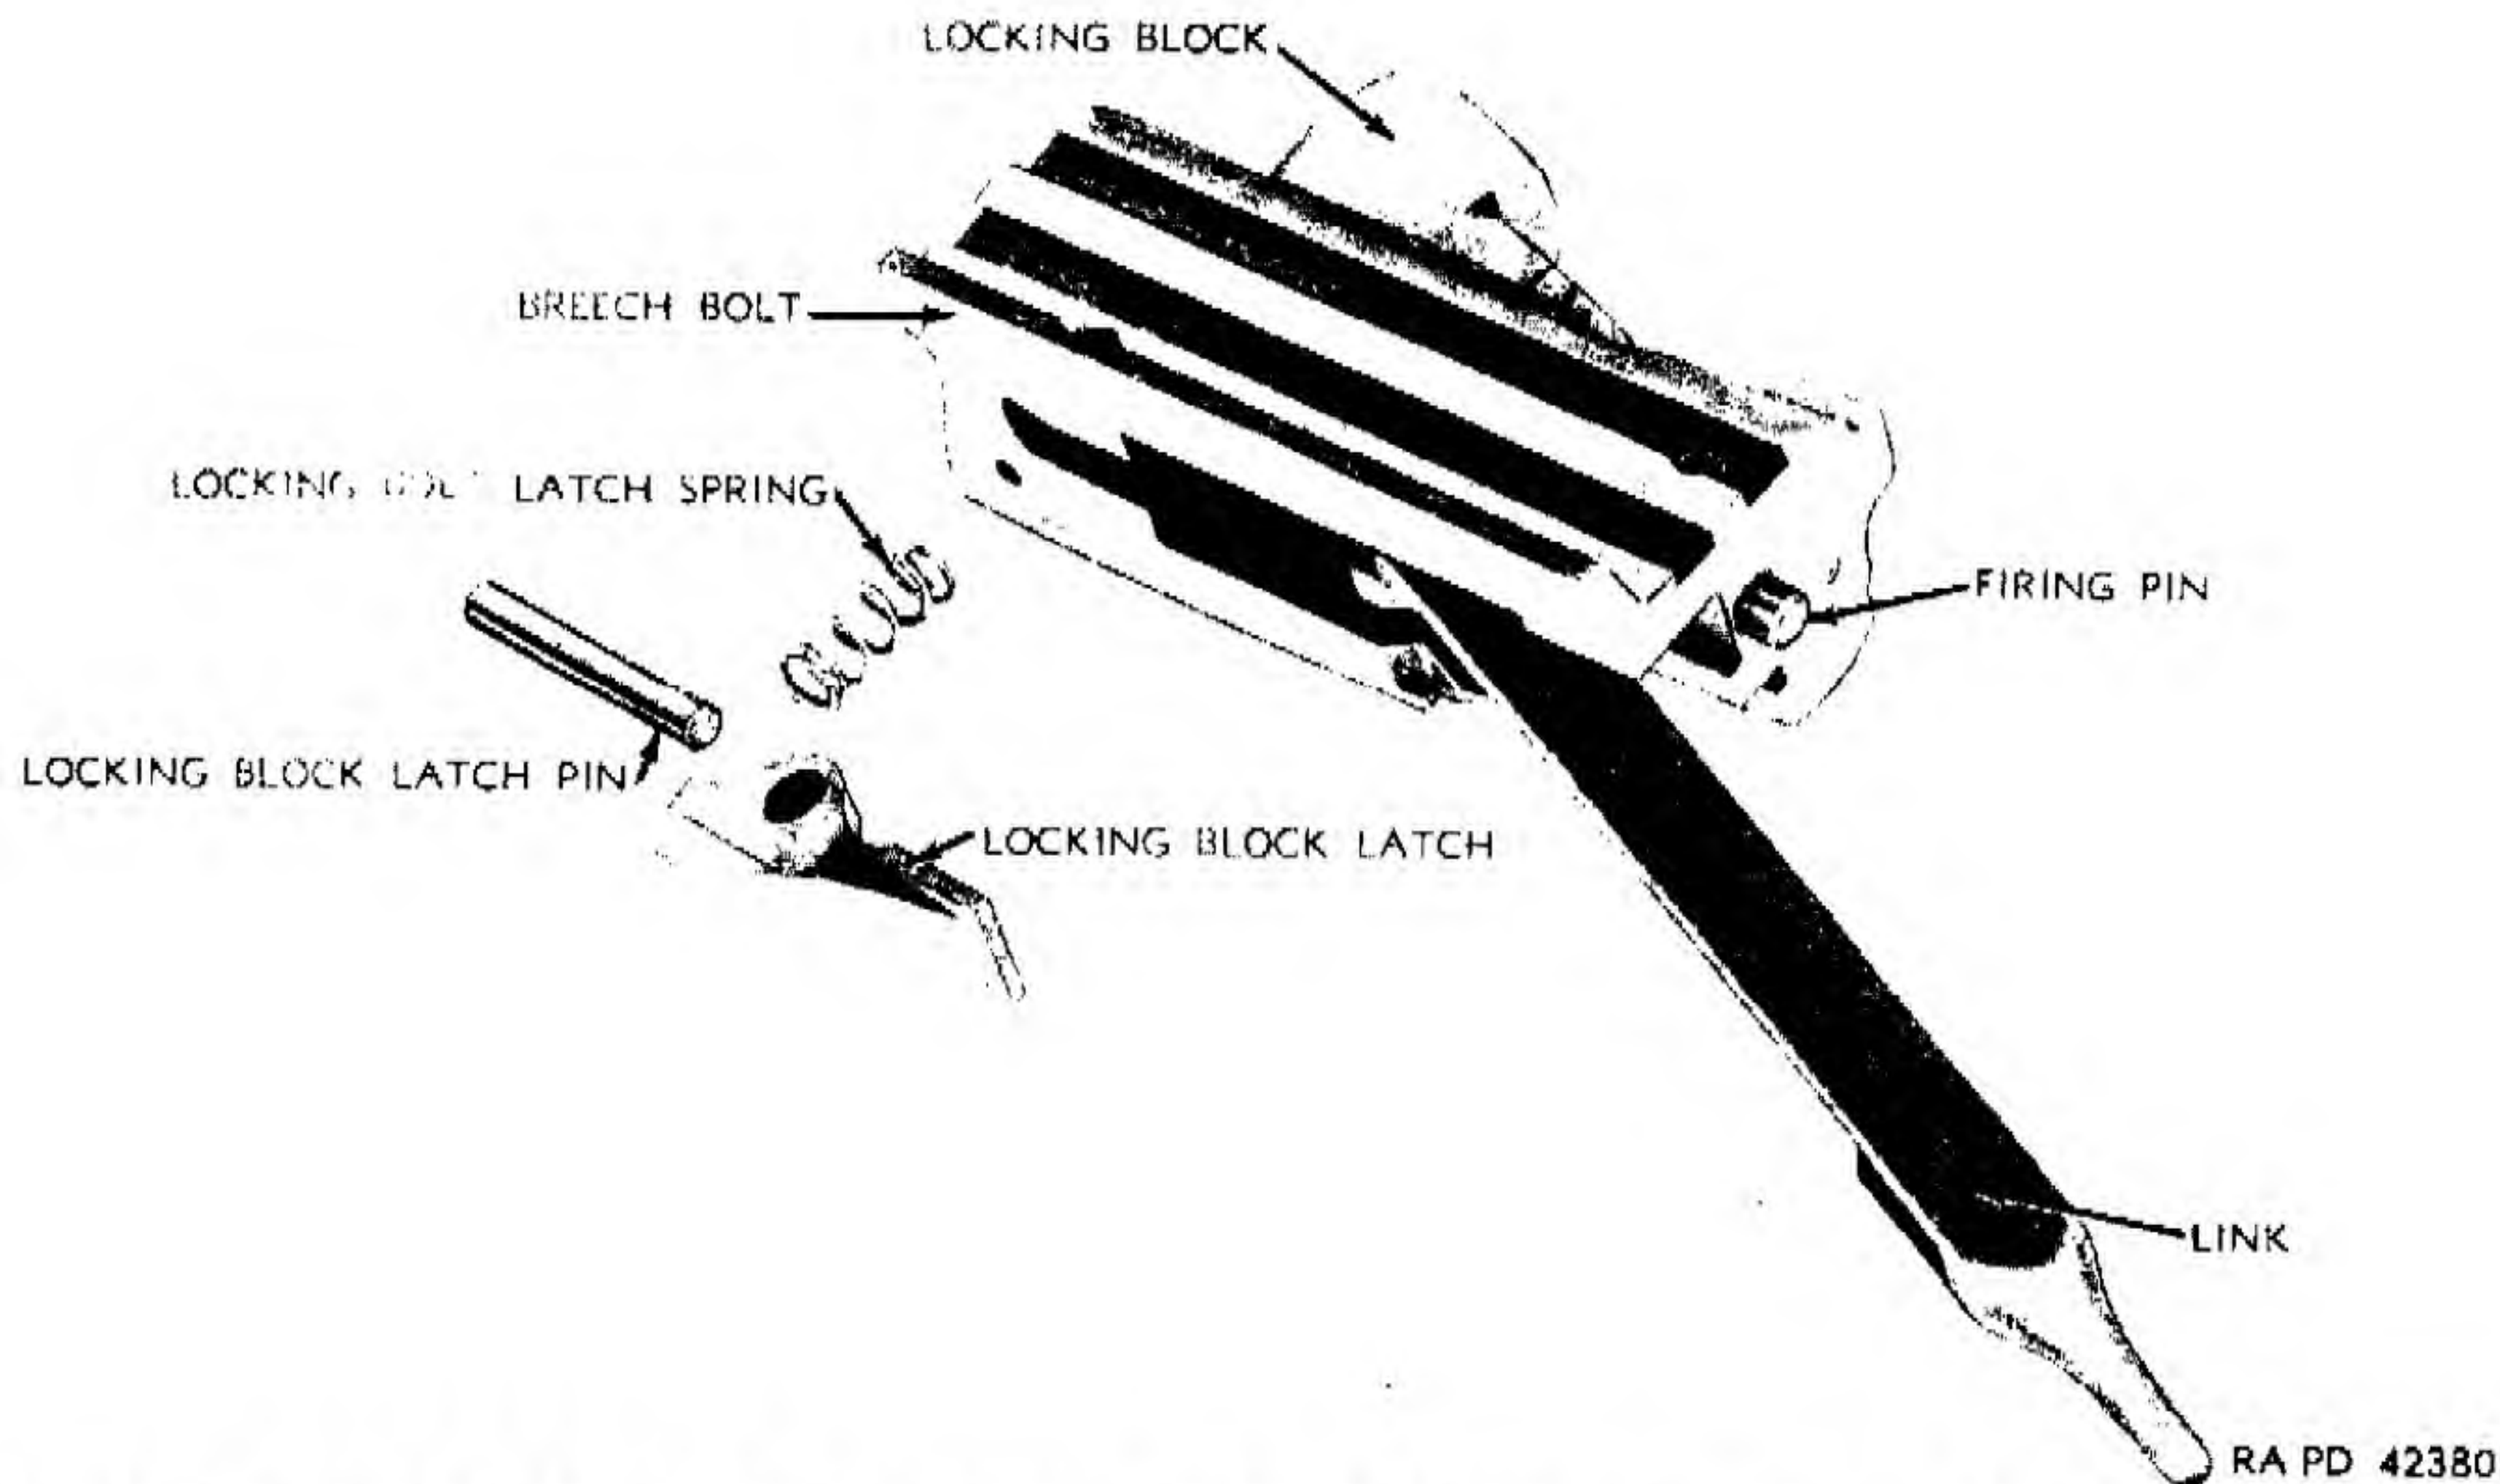 LOCKING BLOCK
BREECH BOLT
LOCKING LATCH SPRING
FIRING PIN
LOCKING BLOCK LATCH PIN
LOCKING BLOCK LATCH
LINK
RA PD 42380